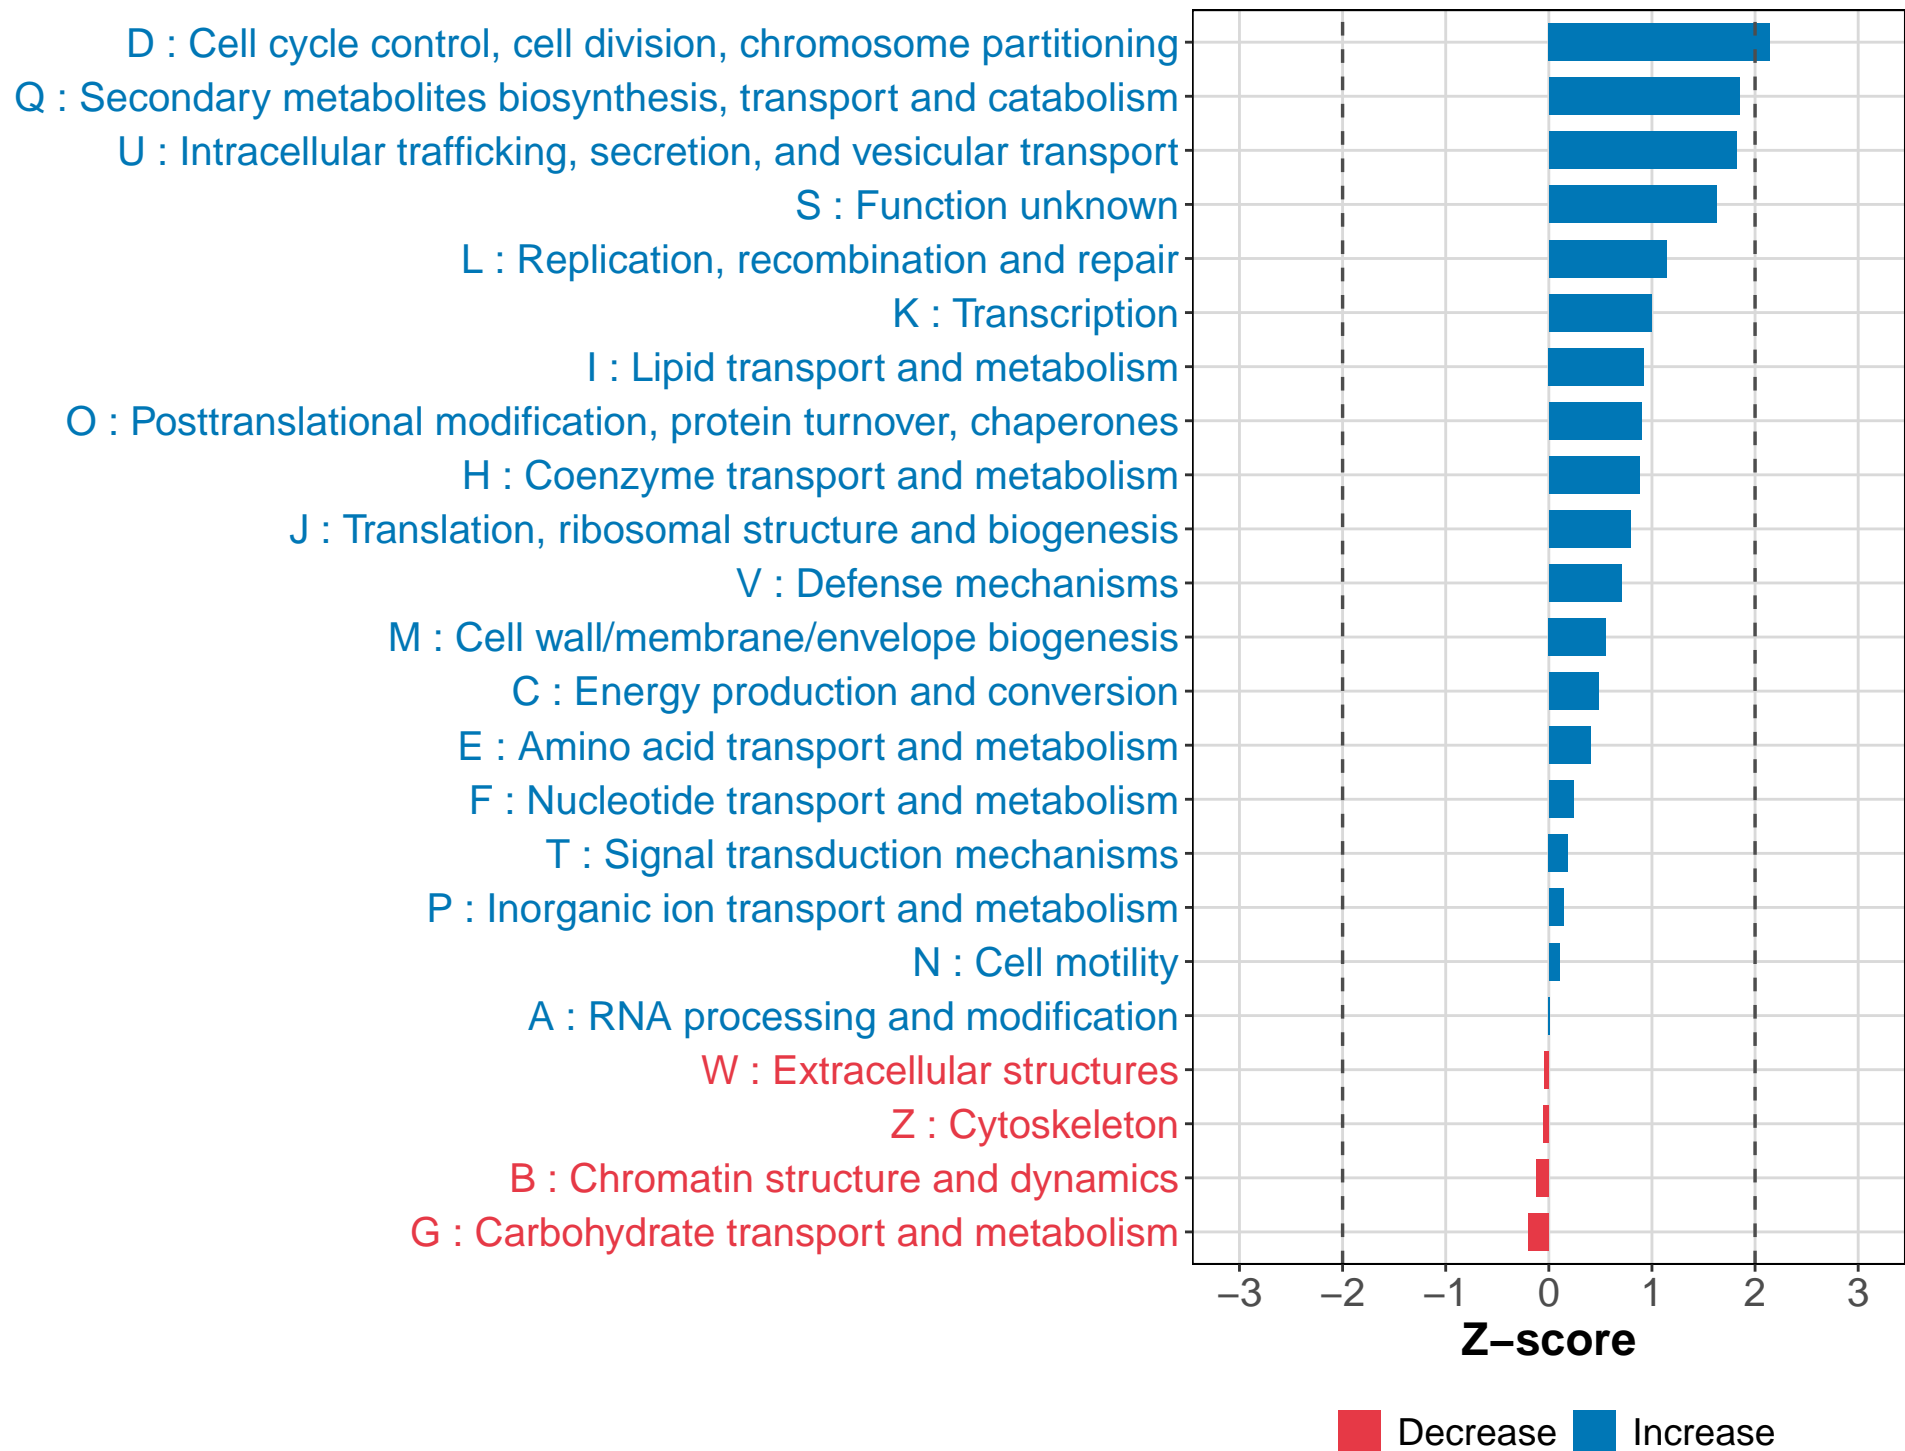 D : Cell cycle control, cell division, chromosome partitioning
Q : Secondary metabolites biosynthesis, transport and catabolism
U : Intracellular trafficking, secretion, and vesicular transport
S : Function unknown
L : Replication, recombination and repair
K : Transcription
I : Lipid transport and metabolism
O : Posttranslational modification, protein turnover, chaperones
H : Coenzyme transport and metabolism
J : Translation, ribosomal structure and biogenesis
V : Defense mechanisms
M : Cell wall/membrane/envelope biogenesis
C : Energy production and conversion
E : Amino acid transport and metabolism
F : Nucleotide transport and metabolism
T : Signal transduction mechanisms
P : Inorganic ion transport and metabolism
N : Cell motility
A : RNA processing and modification
W : Extracellular structures
Z : Cytoskeleton
B : Chromatin structure and dynamics
G : Carbohydrate transport and metabolism
−3 −2 −1 0 1 2 3
Z−score
Decrease Increase